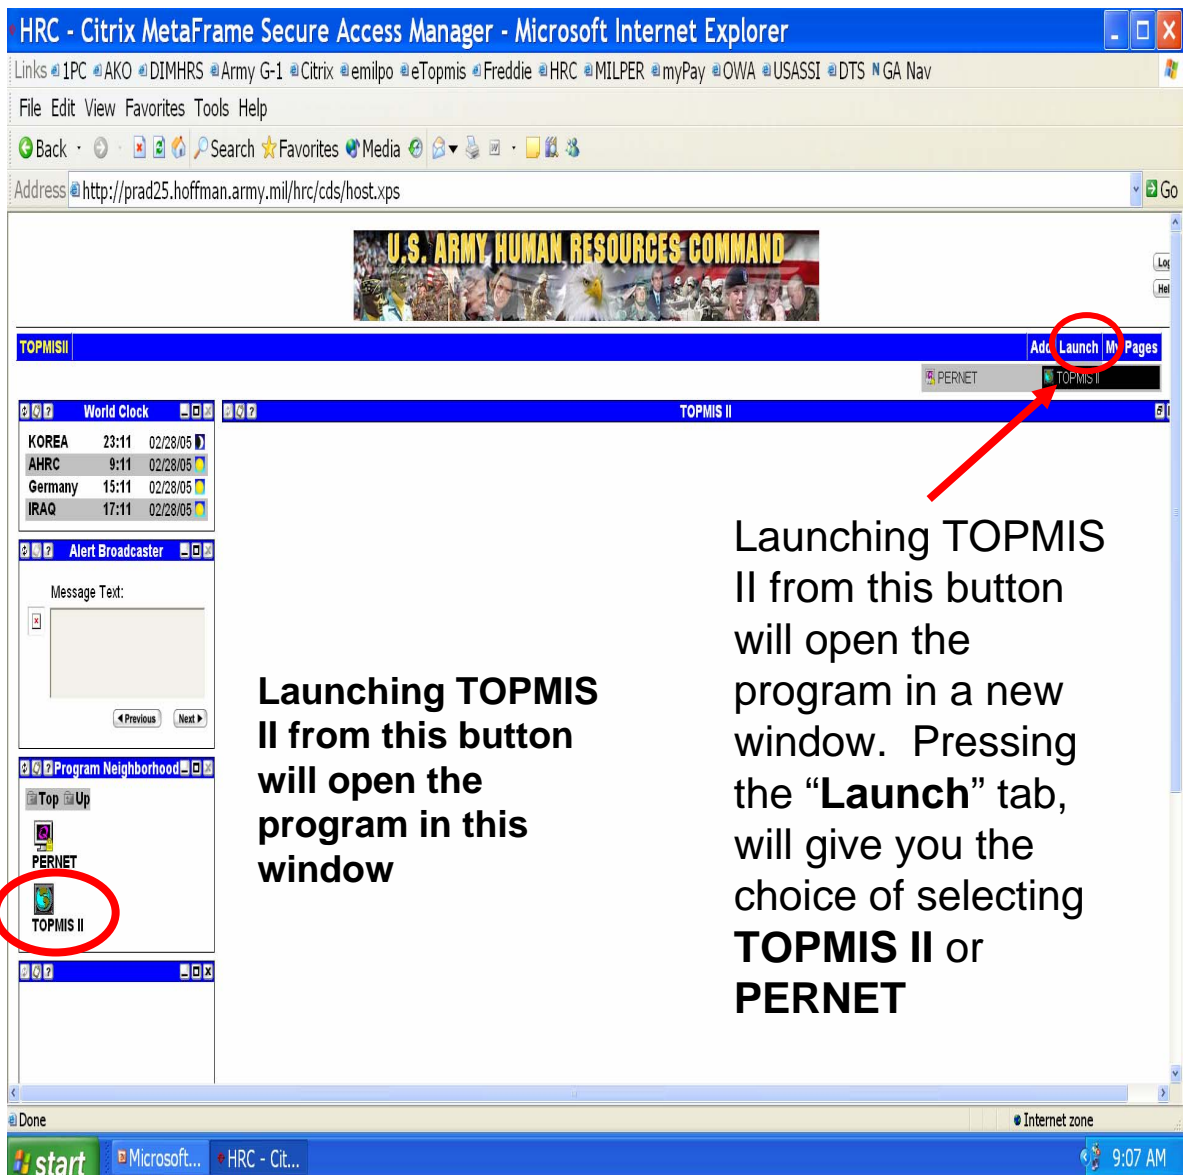 HRC - Citrix MetaFrame Secure Access Manager - Microsoft Internet Explorer
Links 1PC AKO DIMHRS Army G-1 Citrix emilpo eTopmis Freddie HRC MILPER myPay OWA USASSI DTS GA Nav
File Edit View Favorites Tools Help
Back Search Favorites Media
Address http://prad25.hoffman.army.mil/hrc/cds/host.xps Go
U.S. ARMY HUMAN RESOURCES COMMAND
TOPMISII Add Launch My Pages
PERNET TOPMIS II
World Clock
TOPMIS II
KOREA 23:11 02/28/05
AHRC 9:11 02/28/05
Germany 15:11 02/28/05
IRAQ 17:11 02/28/05
Alert Broadcaster
Message Text:
Previous Next
Program Neighborhood
Top Up
PERNET
TOPMIS II
Launching TOPMIS
II from this button
will open the
program in this
window
Launching TOPMIS
II from this button
will open the
program in a new
window. Pressing
the “Launch” tab,
will give you the
choice of selecting
TOPMIS II or
PERNET
Done Internet zone
start Microsoft... HRC - Cit... 9:07 AM